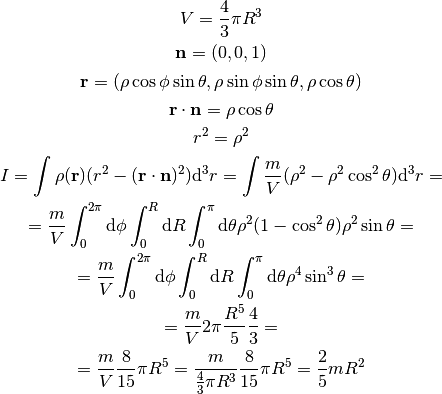 V = \frac{4}{3}\pi R^3
\mathbf{n} = (0, 0, 1)
\mathbf{r} = (\rho \cos\phi \sin\theta, \rho \sin\phi \sin\theta, \rho \cos\theta)
\mathbf{r} \cdot \mathbf{n} = \rho \cos\theta
r^2 = \rho^2
I = \int \rho(\mathbf{r})(r^2 - (\mathbf{r} \cdot \mathbf{n})^2)\mathrm{d}^3 r = \int \frac{m}{V}(\rho^2 - \rho^2 \cos^2\theta)\mathrm{d}^3 r =
= \frac{m}{V} \int_0^{2\pi} \mathrm{d}\phi \int_0^R \mathrm{d}R \int_0^\pi \mathrm{d}\theta \rho^2 (1 - \cos^2\theta)\rho^2 \sin\theta =
= \frac{m}{V} \int_0^{2\pi} \mathrm{d}\phi \int_0^R \mathrm{d}R \int_0^\pi \mathrm{d}\theta \rho^4 \sin^3\theta =
= \frac{m}{V} 2\pi \frac{R^5}{5} \frac{4}{3} =
= \frac{m}{V} \frac{8}{15} \pi R^5 = \frac{m}{\frac{4}{3}\pi R^3} \frac{8}{15} \pi R^5 = \frac{2}{5} m R^2